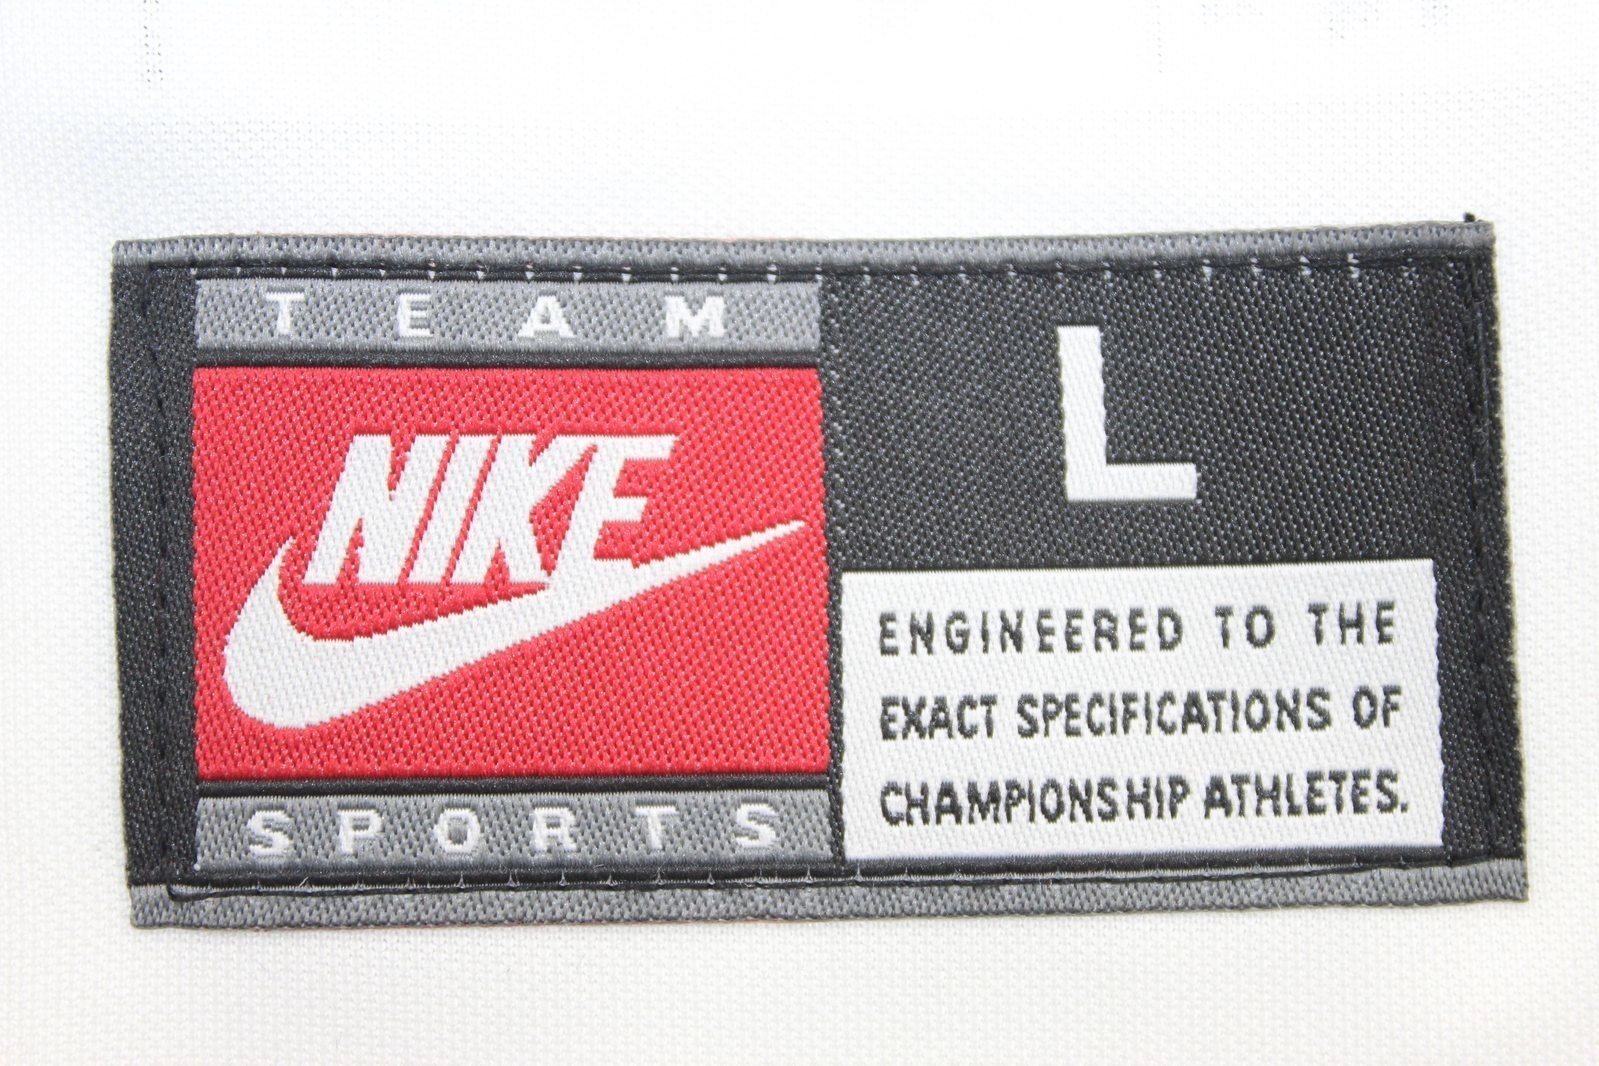 TEAM
NIKE
SPORTS
L
ENGINEERED TO THE
EXACT SPECIFICATIONS OF
CHAMPIONSHIP ATHLETES.